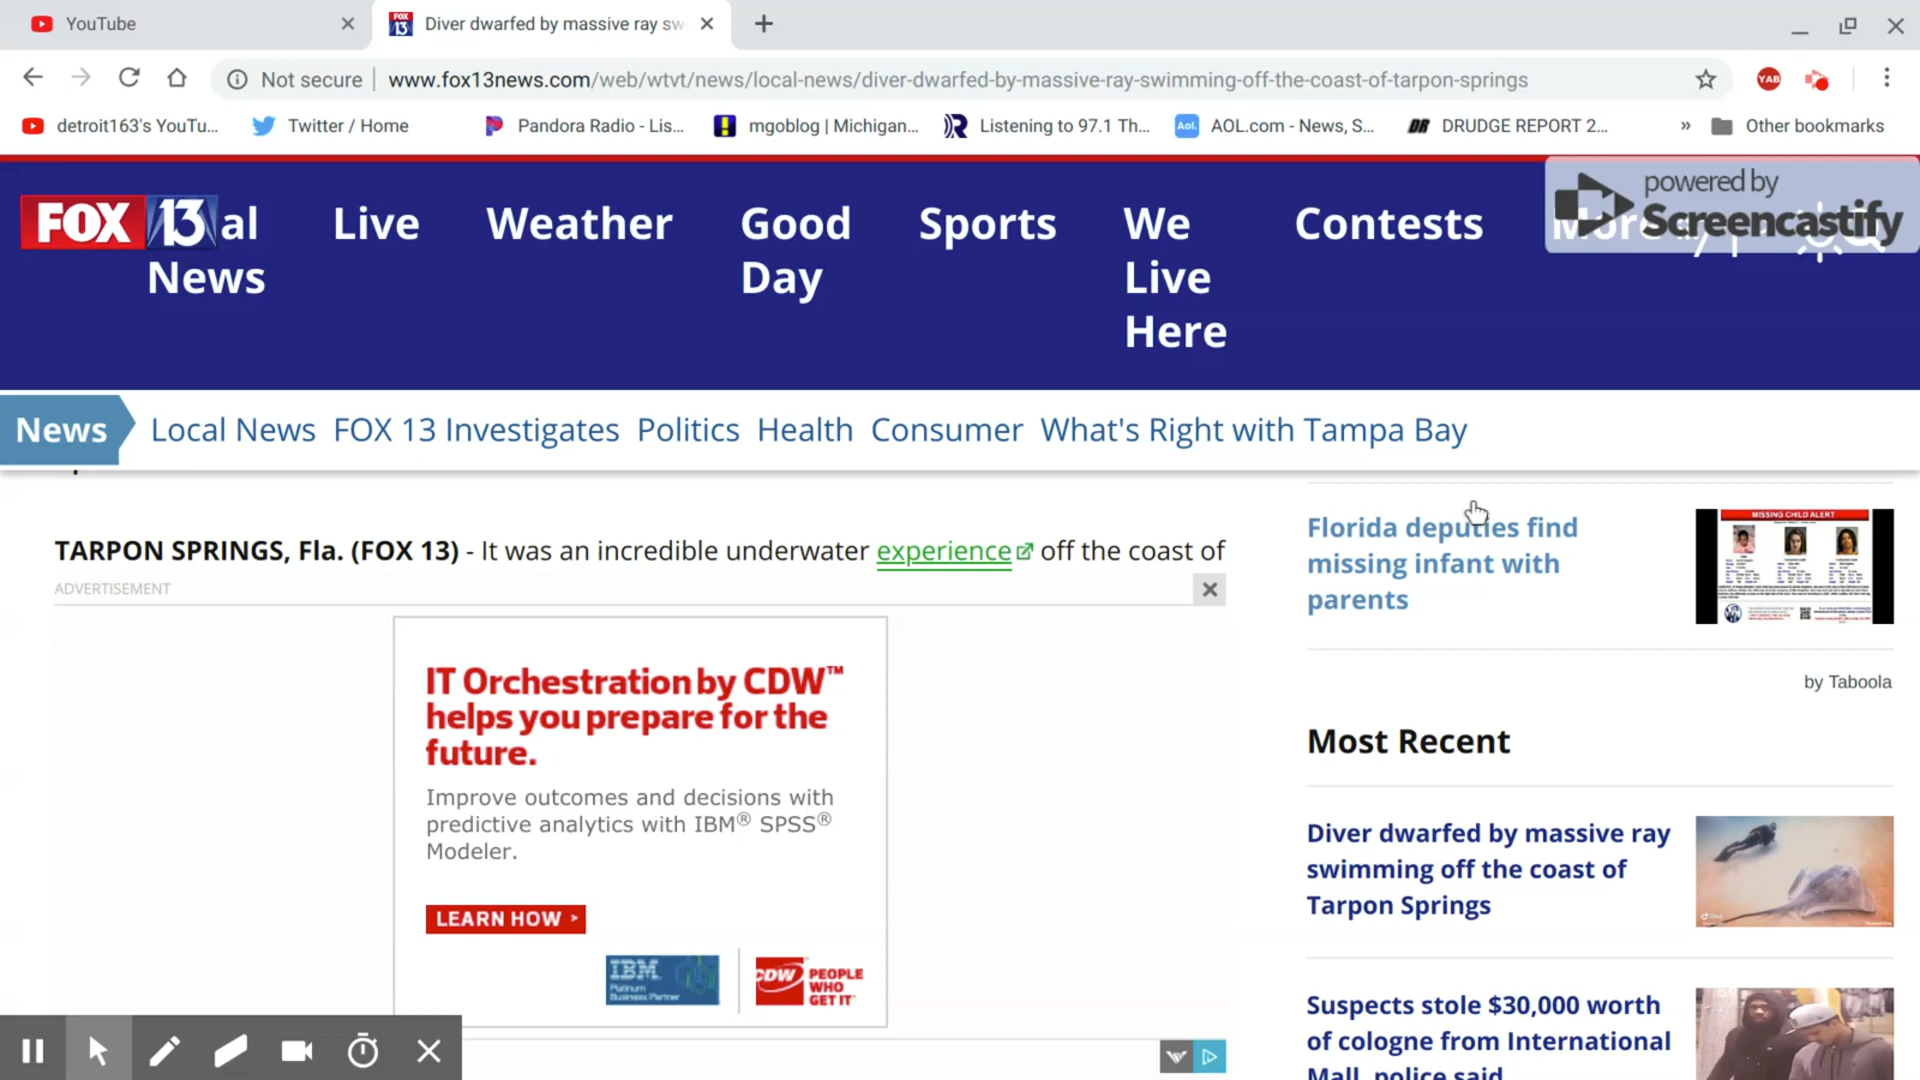 YouTube
Diver dwarfed by massive ray sw
Not secure
www.fox13news.com/web/wtvt/news/local-news/diver-dwarfed-by-massive-ray-swimming-off-the-coast-of-tarpon-springs
YAB
detroit163's YouTu...
Twitter / Home
Pandora Radio - Lis...
mgoblog | Michigan...
Listening to 97.1 Th...
Aol.
AOL.com - News, S...
DR
DRUDGE REPORT 2...
»
Other bookmarks
FOX 13
al News
Live
Weather
Good Day
Sports
We Live Here
Contests
More
powered by
Screencastify
News
Local News
FOX 13 Investigates
Politics
Health
Consumer
What's Right with Tampa Bay
TARPON SPRINGS, Fla. (FOX 13) - It was an incredible underwater experience off the coast of
ADVERTISEMENT
IT Orchestration by CDW™
helps you prepare for the
future.
Improve outcomes and decisions with
predictive analytics with IBM® SPSS®
Modeler.
LEARN HOW >
IBM
Platinum
Business Partner
CDW
PEOPLE
WHO
GET IT
Florida deputies find
missing infant with
parents
MISSING CHILD ALERT
by Taboola
Most Recent
Diver dwarfed by massive ray
swimming off the coast of
Tarpon Springs
Suspects stole $30,000 worth
of cologne from International
Mall, police said